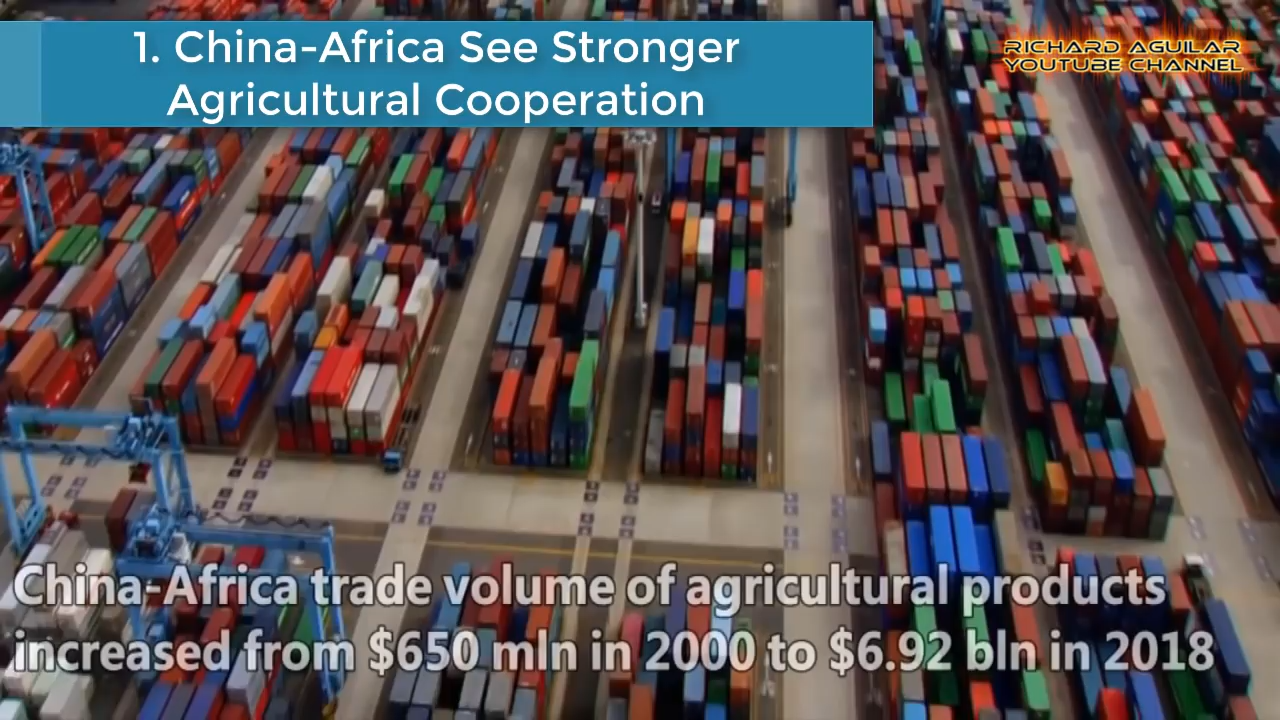 1. China-Africa See Stronger
Agricultural Cooperation
RICHARD AGUILAR
YOUTUBE CHANNEL
China-Africa trade volume of agricultural products
increased from $650 mln in 2000 to $6.92 bln in 2018